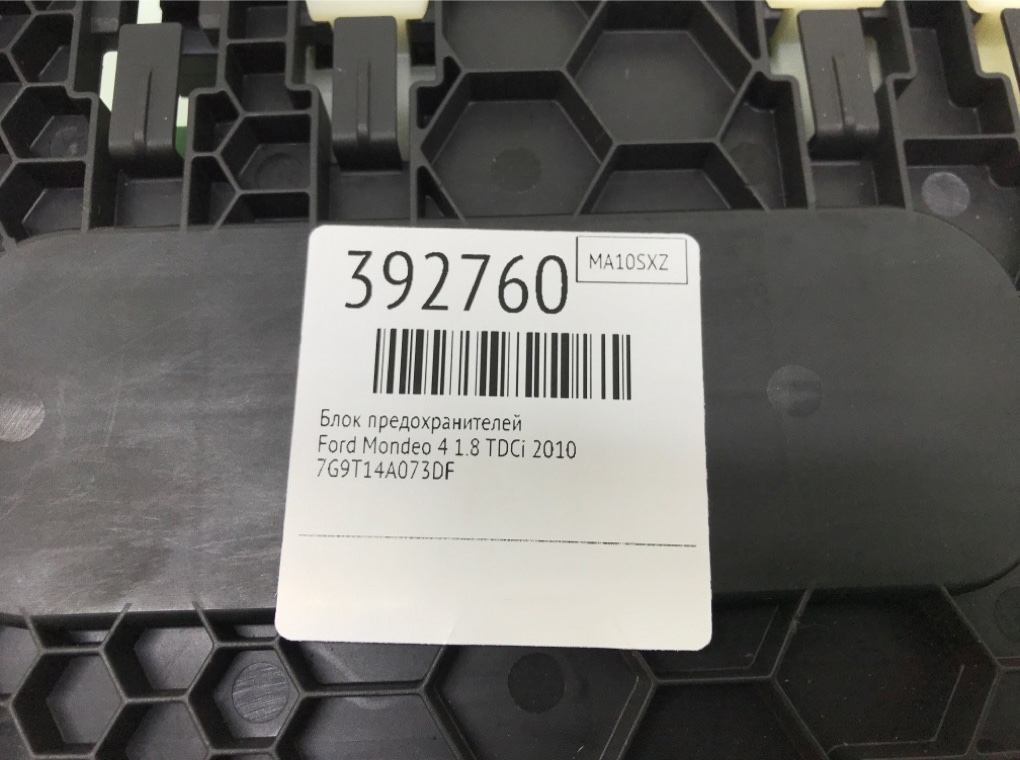 392760
MA10SXZ
Блок предохранителей
Ford Mondeo 4 1.8 TDCi 2010
7G9T14A073DF